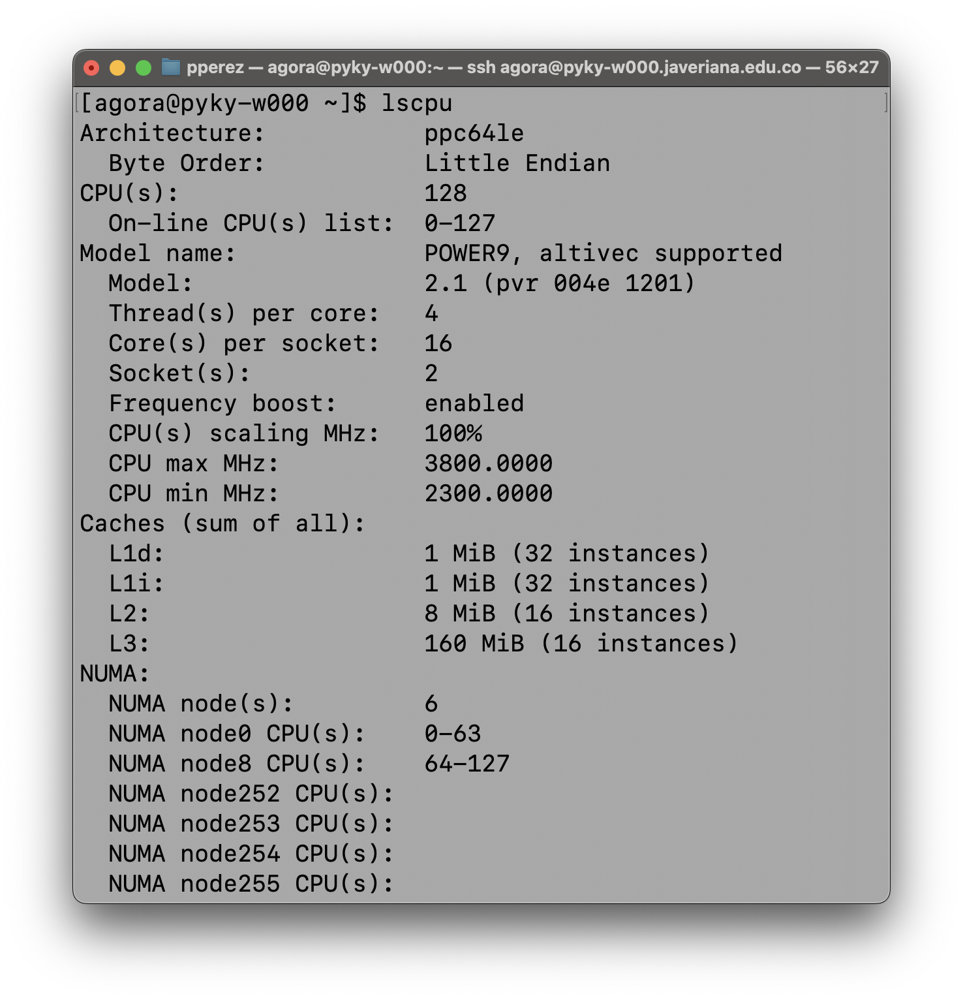 pperez — agora@pyky-w000:~ — ssh agora@pyky-w000.javeriana.edu.co — 56×27
[[agora@pyky-w000 ~]$ lscpu ]
Architecture: ppc64le
Byte Order: Little Endian
CPU(s): 128
On-line CPU(s) list: 0-127
Model name: POWER9, altivec supported
Model: 2.1 (pvr 004e 1201)
Thread(s) per core: 4
Core(s) per socket: 16
Socket(s): 2
Frequency boost: enabled
CPU(s) scaling MHz: 100%
CPU max MHz: 3800.0000
CPU min MHz: 2300.0000
Caches (sum of all):
L1d: 1 MiB (32 instances)
L1i: 1 MiB (32 instances)
L2: 8 MiB (16 instances)
L3: 160 MiB (16 instances)
NUMA:
NUMA node(s): 6
NUMA node0 CPU(s): 0-63
NUMA node8 CPU(s): 64-127
NUMA node252 CPU(s):
NUMA node253 CPU(s):
NUMA node254 CPU(s):
NUMA node255 CPU(s):